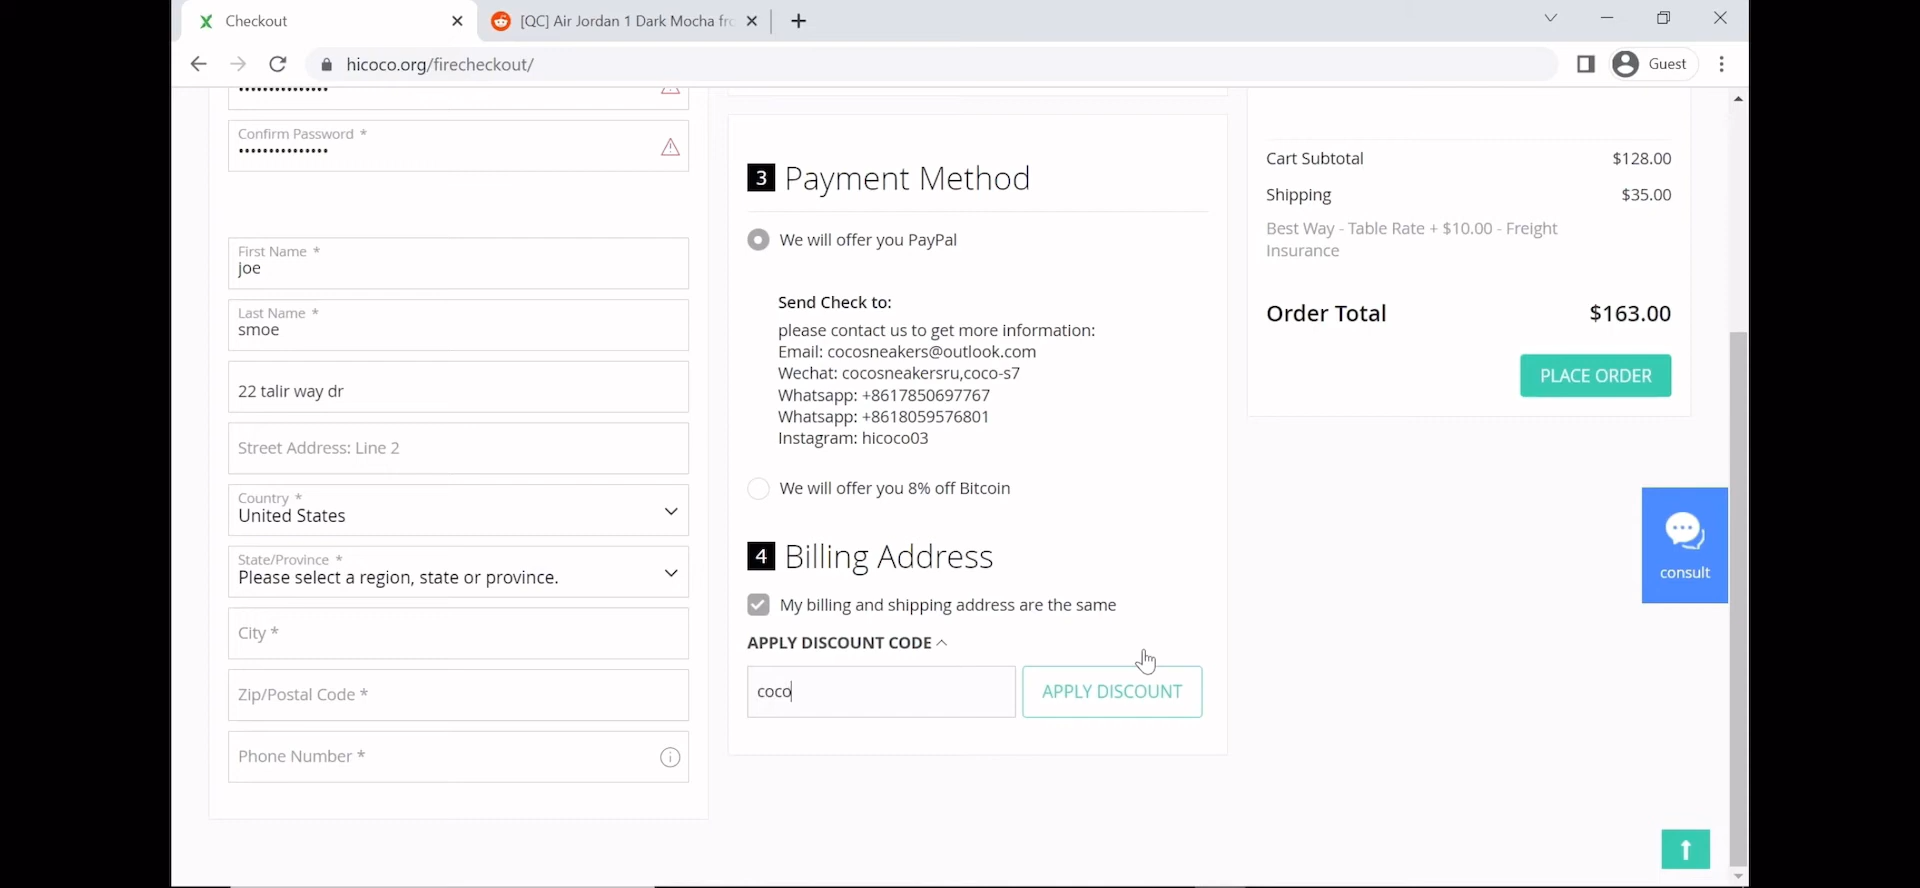 Checkout
[QC] Air Jordan 1 Dark Mocha fr
hicoco.org/firecheckout/
Guest
Confirm Password *
First Name *
joe
Last Name *
smoe
22 talir way dr
Street Address: Line 2
Country *
United States
State/Province *
Please select a region, state or province.
City *
Zip/Postal Code *
Phone Number *
3 Payment Method
We will offer you PayPal
Send Check to:
please contact us to get more information:
Email: cocosneakers@outlook.com
Wechat: cocosneakersru,coco-s7
Whatsapp: +8617850697767
Whatsapp: +8618059576801
Instagram: hicoco03
We will offer you 8% off Bitcoin
4 Billing Address
My billing and shipping address are the same
APPLY DISCOUNT CODE
coco
APPLY DISCOUNT
Cart Subtotal $128.00
Shipping $35.00
Best Way - Table Rate + $10.00 - Freight
Insurance
Order Total $163.00
PLACE ORDER
consult